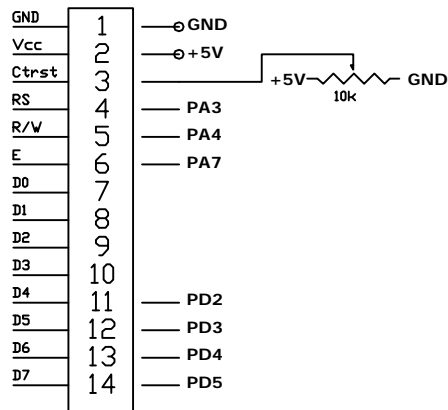 GND 1 GND
Vcc 2 +5V
Ctrst 3 +5V GND
10k
RS 4 PA3
R/W 5 PA4
E 6 PA7
D0 7
D1 8
D2 9
D3 10
D4 11 PD2
D5 12 PD3
D6 13 PD4
D7 14 PD5